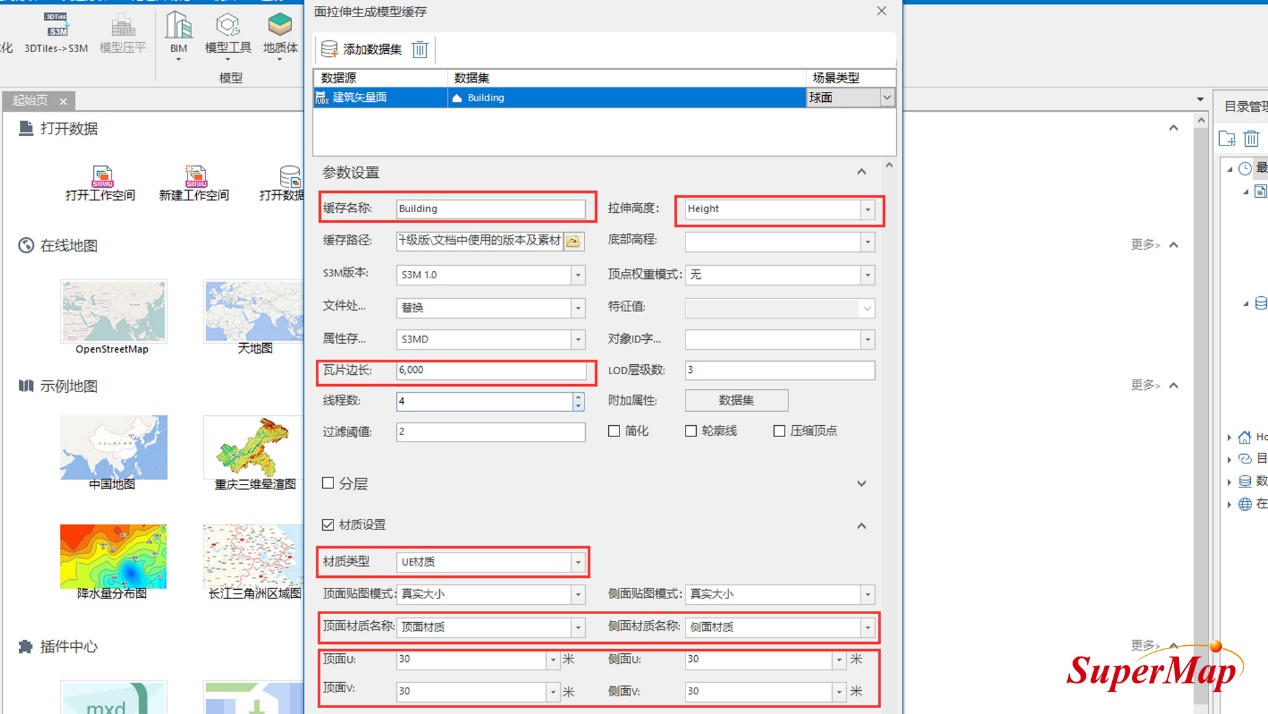 面拉伸生成模型缓存
3DTiles
S3M
化 3DTiles->S3M 模型压平 BIM 模型工具 地质体
模型
添加数据集
数据源 数据集 场景类型
建筑矢量面 Building 球面
起始页
目录管理
打开数据
参数设置
最
打开工作空间 新建工作空间 打开数据
缓存名称: Building 拉伸高度: Height
缓存路径: 级版\文档中使用的版本及素材 底部高程:
在线地图 更多>
S3M版本: S3M 1.0 顶点权重模式: 无
文件处... 替换 特征值:
属性存... S3MD 对象ID字...
OpenStreetMap 天地图
瓦片边长: 6,000 LOD层级数: 3
示例地图 更多>
线程数: 4 附加属性: 数据集
过滤阈值: 2 简化 轮廓线 压缩顶点
Ho
目
数
在
中国地图 重庆三维晕渲图
分层
材质设置
材质类型 UE材质
顶面贴图模式: 真实大小 侧面贴图模式: 真实大小
降水量分布图 长江三角洲区域图
顶面材质名称: 顶面材质 侧面材质名称: 侧面材质
插件中心 更多>
顶面U: 30 米 侧面U: 30 米
顶面V: 30 米 侧面V: 30 米
mxd
SuperMap